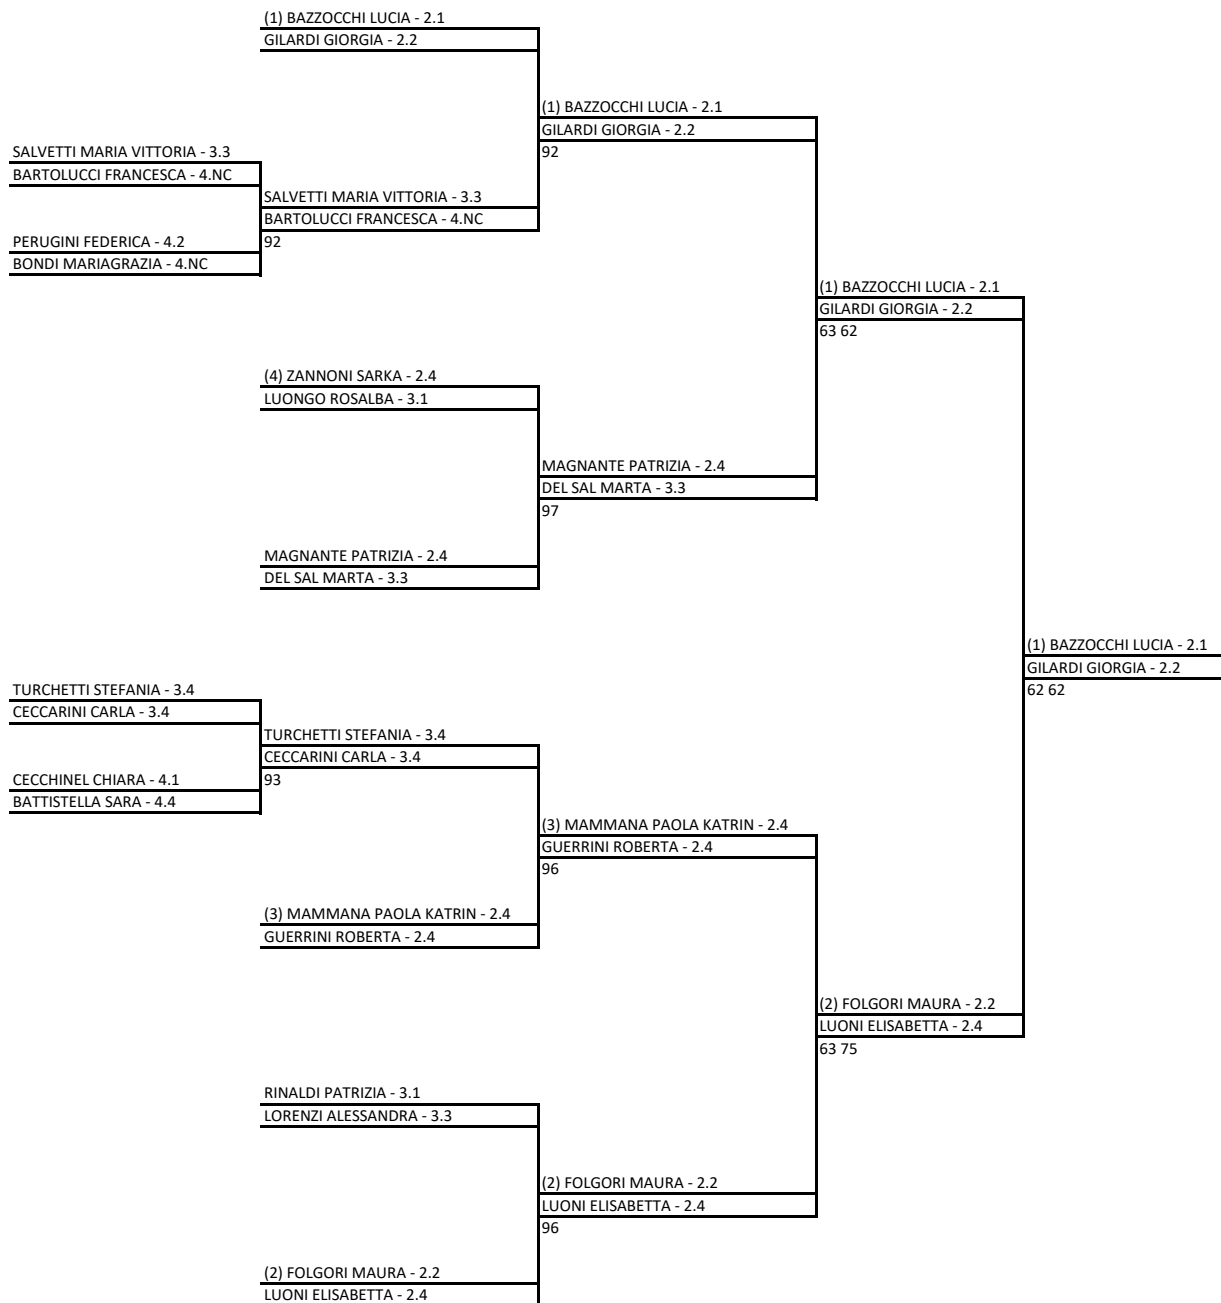 (1) BAZZOCCHI LUCIA - 2.1
GILARDI GIORGIA - 2.2
(1) BAZZOCCHI LUCIA - 2.1
GILARDI GIORGIA - 2.2
92
SALVETTI MARIA VITTORIA - 3.3
BARTOLUCCI FRANCESCA - 4.NC
SALVETTI MARIA VITTORIA - 3.3
BARTOLUCCI FRANCESCA - 4.NC
92
PERUGINI FEDERICA - 4.2
BONDI MARIAGRAZIA - 4.NC
(1) BAZZOCCHI LUCIA - 2.1
GILARDI GIORGIA - 2.2
63 62
(4) ZANNONI SARKA - 2.4
LUONGO ROSALBA - 3.1
MAGNANTE PATRIZIA - 2.4
DEL SAL MARTA - 3.3
97
MAGNANTE PATRIZIA - 2.4
DEL SAL MARTA - 3.3
(1) BAZZOCCHI LUCIA - 2.1
GILARDI GIORGIA - 2.2
62 62
TURCHETTI STEFANIA - 3.4
CECCARINI CARLA - 3.4
TURCHETTI STEFANIA - 3.4
CECCARINI CARLA - 3.4
93
CECCHINEL CHIARA - 4.1
BATTISTELLA SARA - 4.4
(3) MAMMANA PAOLA KATRIN - 2.4
GUERRINI ROBERTA - 2.4
96
(3) MAMMANA PAOLA KATRIN - 2.4
GUERRINI ROBERTA - 2.4
(2) FOLGORI MAURA - 2.2
LUONI ELISABETTA - 2.4
63 75
RINALDI PATRIZIA - 3.1
LORENZI ALESSANDRA - 3.3
(2) FOLGORI MAURA - 2.2
LUONI ELISABETTA - 2.4
96
(2) FOLGORI MAURA - 2.2
LUONI ELISABETTA - 2.4